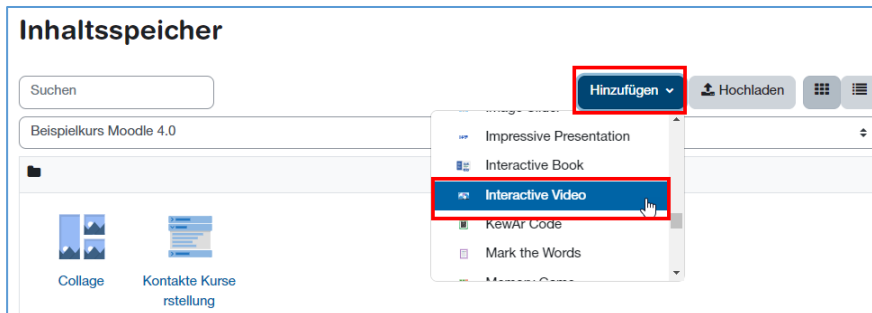 Inhaltsspeicher
Suchen
Hinzufügen
Hochladen
Beispielkurs Moodle 4.0
Impressive Presentation
Interactive Book
Interactive Video
KewAr Code
Mark the Words
Collage
Kontakte Kurse
rstellung